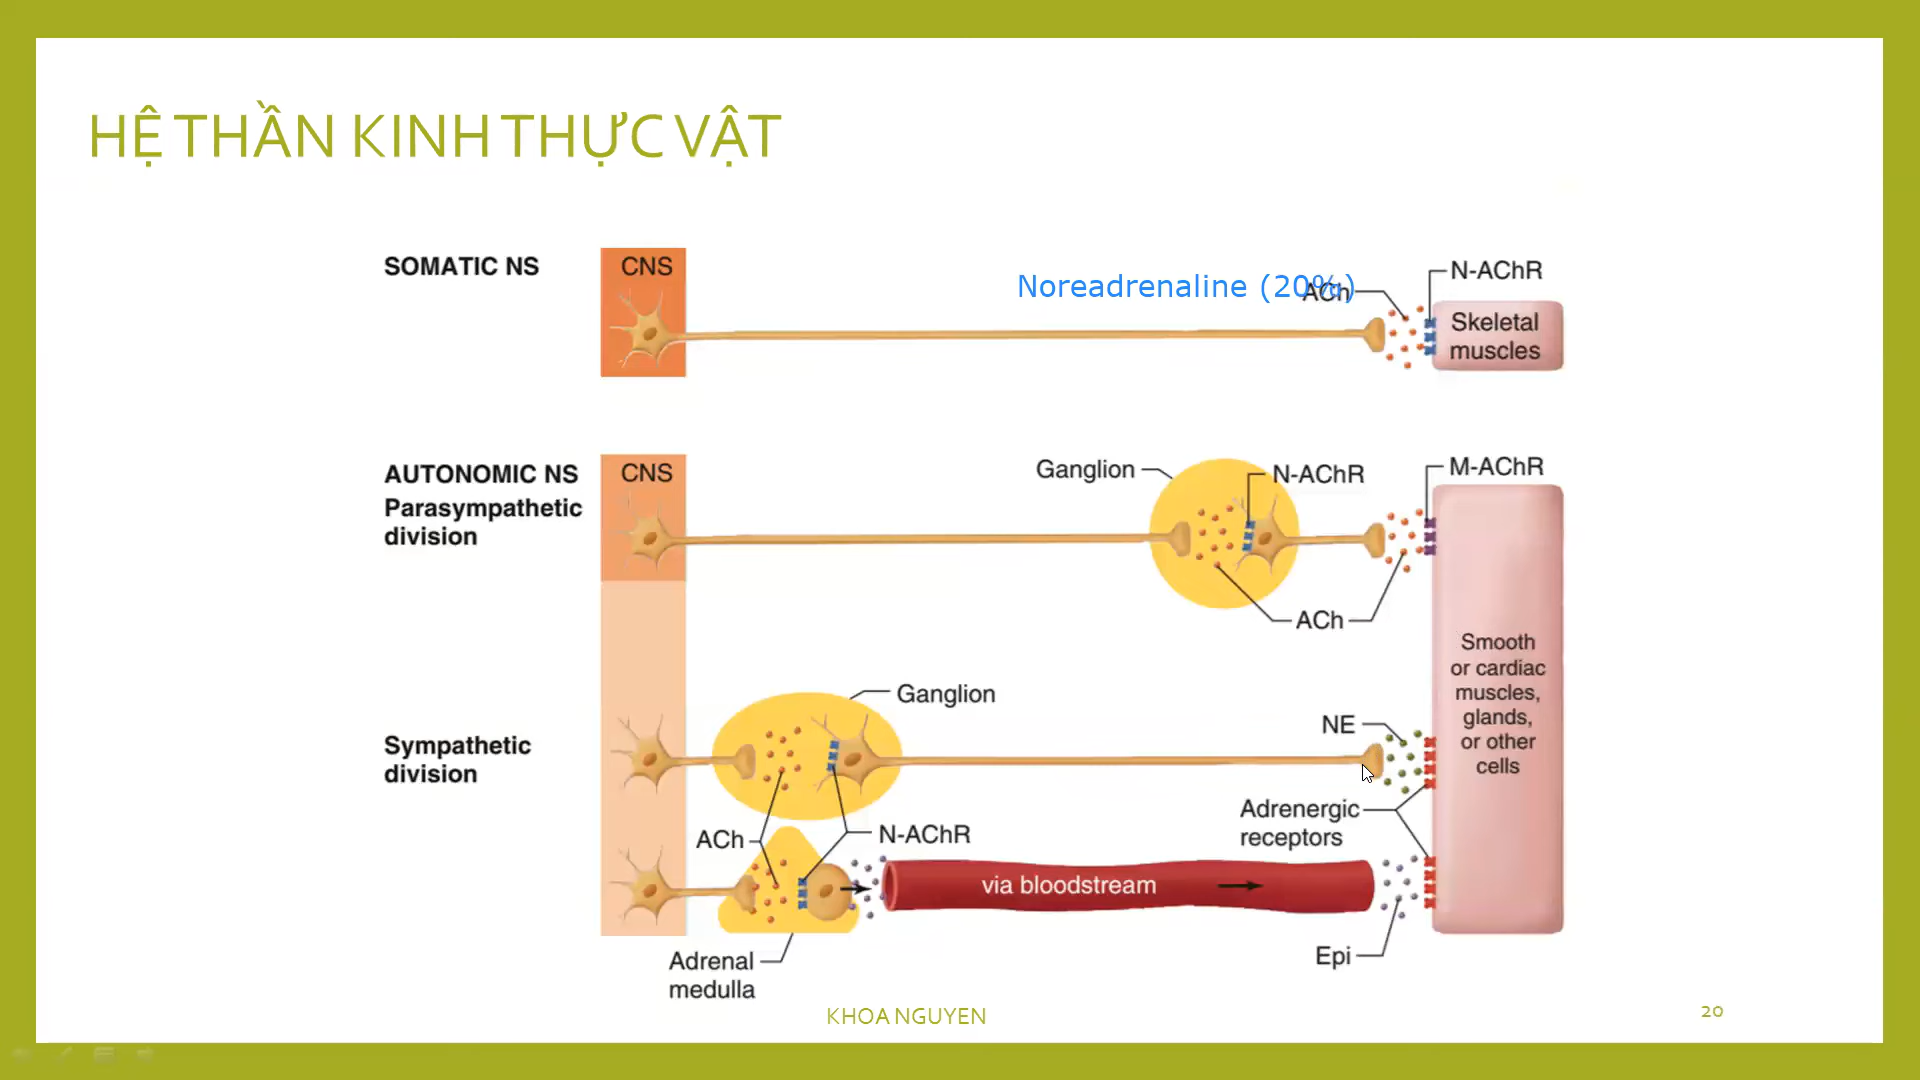 HỆ THẦN KINH THỰC VẬT
SOMATIC NS
CNS
Noreadrenaline (20%)
ACh
N-AChR
Skeletal
muscles
AUTONOMIC NS
Parasympathetic
division
CNS
Ganglion
N-AChR
M-AChR
ACh
Smooth
or cardiac
muscles,
glands,
or other
cells
Sympathetic
division
Ganglion
NE
ACh
N-AChR
Adrenergic
receptors
via bloodstream
Adrenal
medulla
Epi
KHOA NGUYEN
20